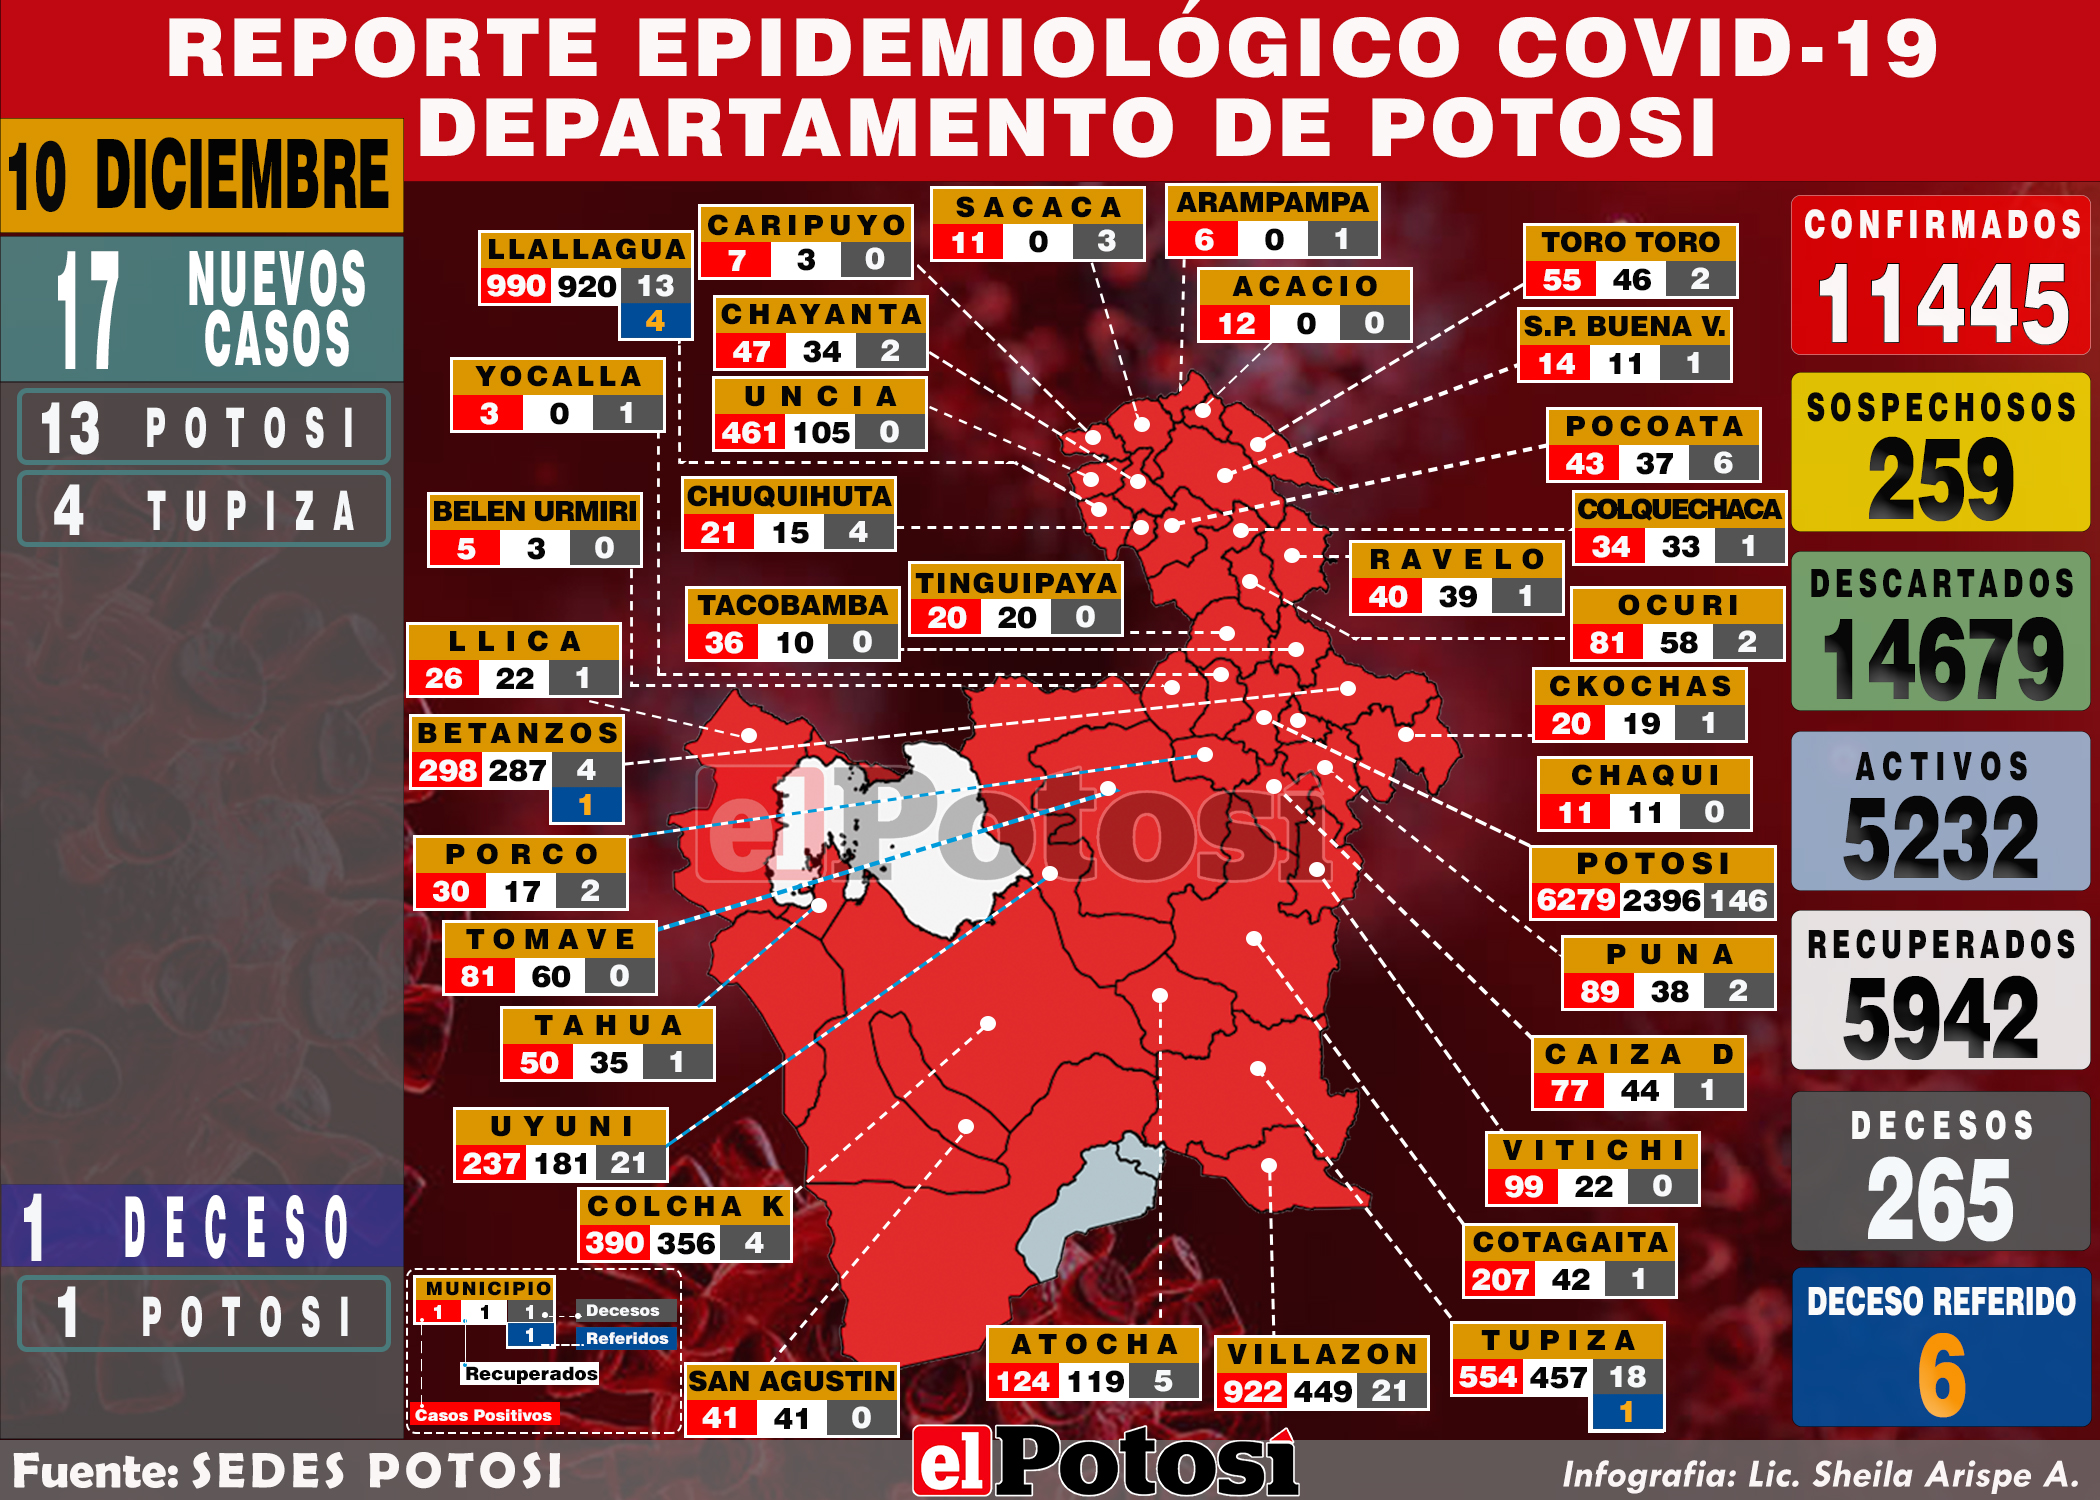 REPORTE EPIDEMIOLÓGICO COVID-19
DEPARTAMENTO DE POTOSI
10 DICIEMBRE
17 NUEVOS CASOS
13 POTOSI
4 TUPIZA
1 DECESO
1 POTOSI
LLALLAGUA
990 920 13
4
CARIPUYO
7 3 0
SACACA
11 0 3
ARAMPAMPA
6 0 1
ACACIO
12 0 0
TORO TORO
55 46 2
S.P. BUENA V.
14 11 1
CHAYANTA
47 34 2
UNCIA
461 105 0
YOCALLA
3 0 1
POCOATA
43 37 6
BELEN URMIRI
5 3 0
CHUQUIHUTA
21 15 4
COLQUECHACA
34 33 1
RAVELO
40 39 1
TINGUIPAYA
20 20 0
TACOBAMBA
36 10 0
OCURI
81 58 2
LLICA
26 22 1
CKOCHAS
20 19 1
BETANZOS
298 287 4
1
CHAQUI
11 11 0
PORCO
30 17 2
POTOSI
6279 2396 146
TOMAVE
81 60 0
PUNA
89 38 2
TAHUA
50 35 1
CAIZA D
77 44 1
UYUNI
237 181 21
VITICHI
99 22 0
COLCHA K
390 356 4
COTAGAITA
207 42 1
SAN AGUSTIN
41 41 0
ATOCHA
124 119 5
VILLAZON
922 449 21
TUPIZA
554 457 18
1
elPotosí
MUNICIPIO
1 1 1 Decesos
1 Referidos
Recuperados
Casos Positivos
CONFIRMADOS
11445
SOSPECHOSOS
259
DESCARTADOS
14679
ACTIVOS
5232
RECUPERADOS
5942
DECESOS
265
DECESO REFERIDO
6
Fuente: SEDES POTOSI
elPotosí
Infografia: Lic. Sheila Arispe A.